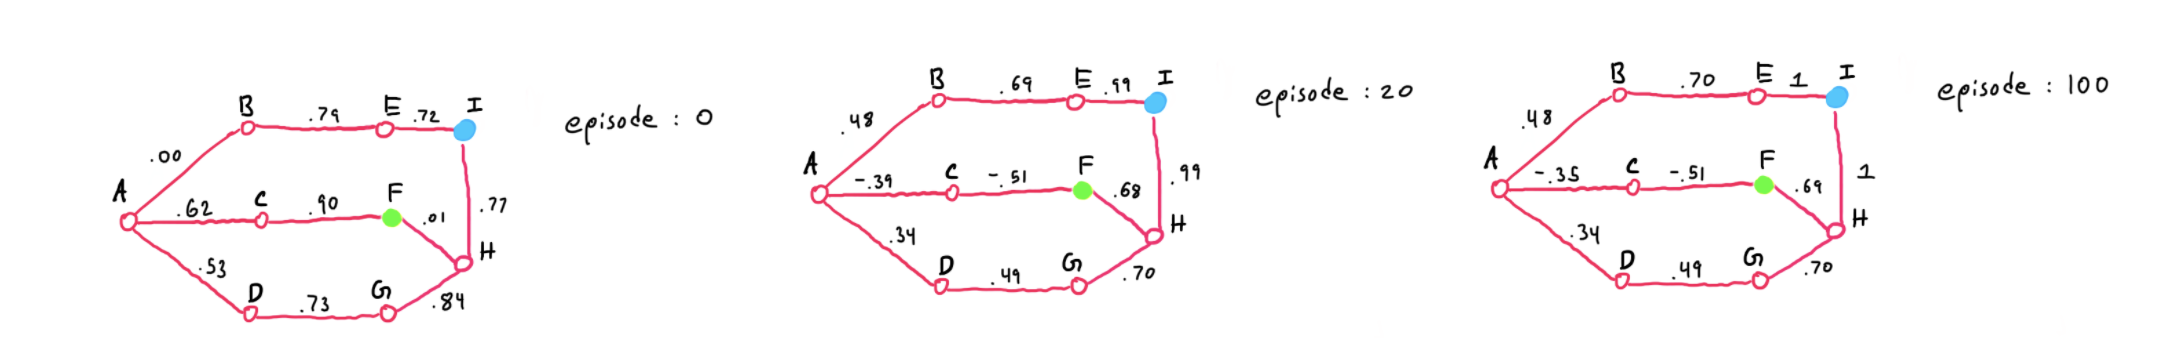 B .79 E .72 I
episode : 0
.00
A .62 C .90 F .01 .77
H
.53
D .73 G .84
B .69 E .99 I
episode : 20
.48
A -.39 C -.51 F .68 .99
H
.34
D .49 G .70
B .70 E 1 I
episode : 100
.48
A -.35 C -.51 F .69 1
H
.34
D .49 G .70